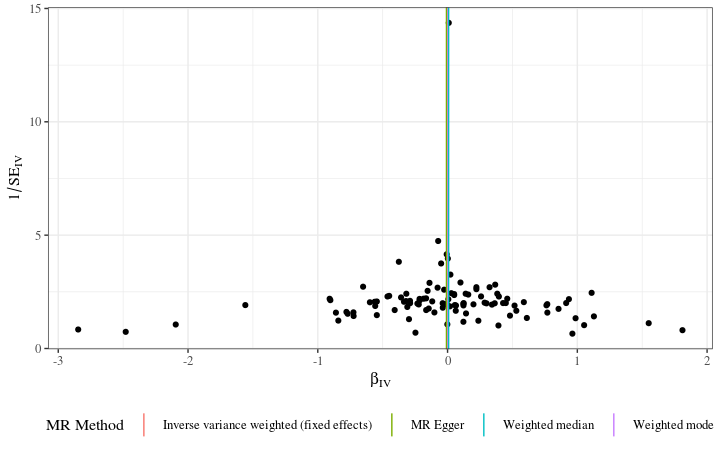 15
10
5
0
1/SE_IV
-3 -2 -1 0 1 2
β_IV
MR Method Inverse variance weighted (fixed effects) MR Egger Weighted median Weighted mode